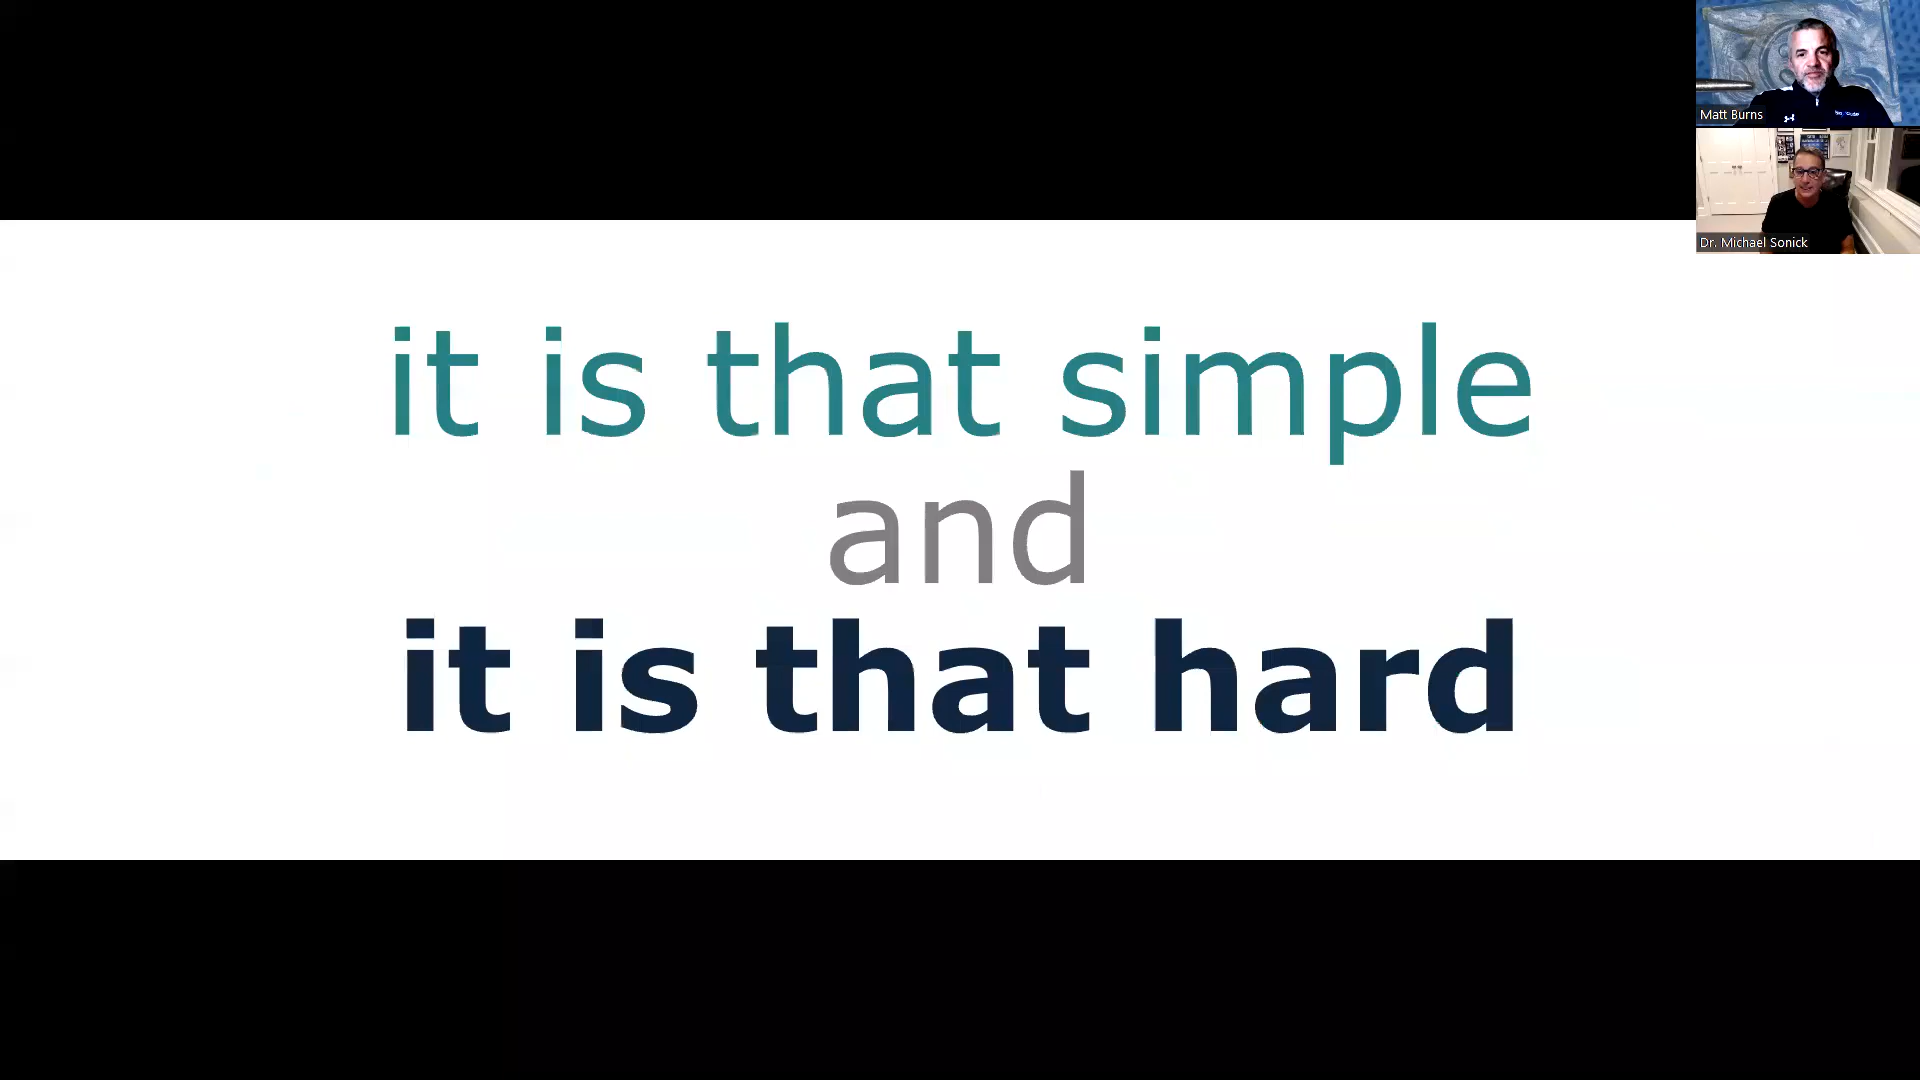 Matt Burns
Dr. Michael Sonick
it is that simple
and
it is that hard